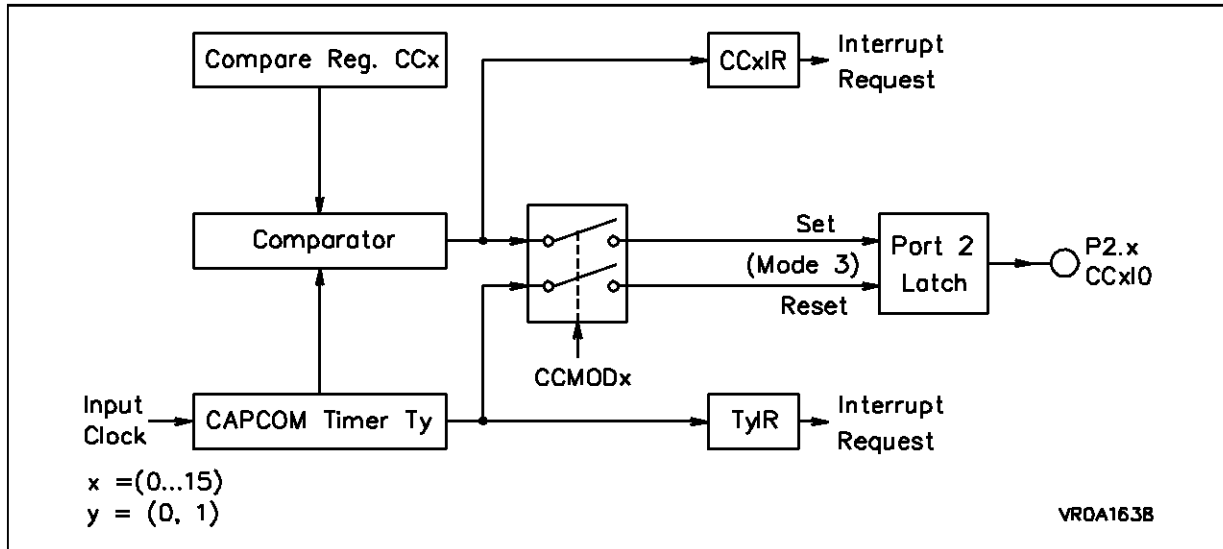 Compare Reg. CCx
CCxIR
Interrupt
Request
Comparator
Set
(Mode 3)
Reset
Port 2
Latch
P2.x
CCxIO
CCMODx
Input
Clock
CAPCOM Timer Ty
TyIR
Interrupt
Request
x =(0...15)
y = (0, 1)
VR0A163B